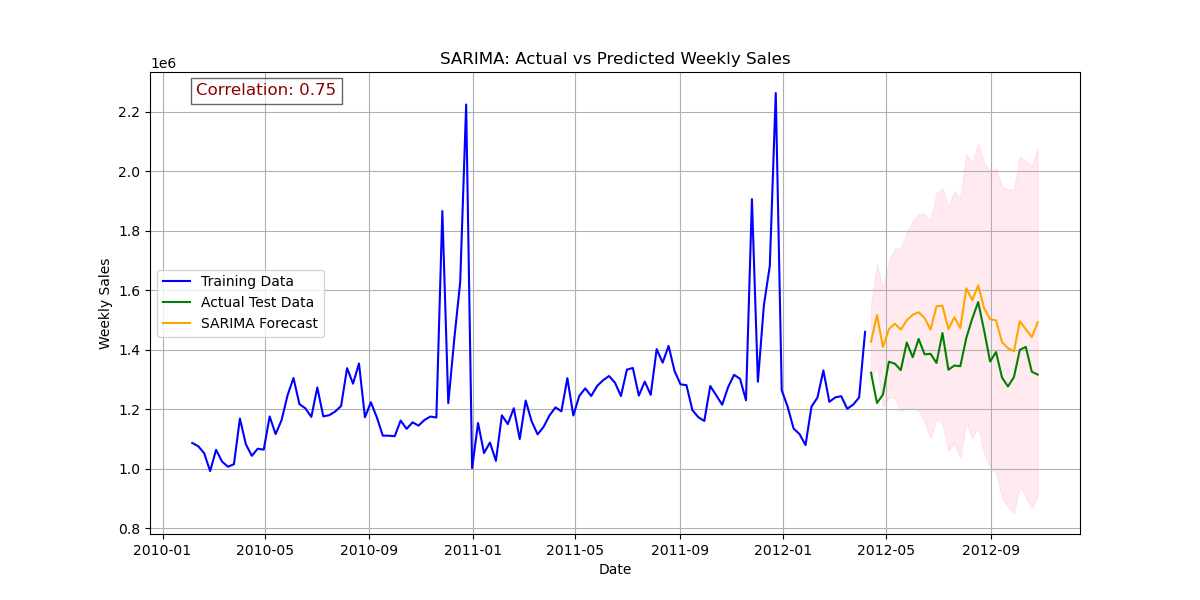 SARIMA: Actual vs Predicted Weekly Sales
1e6
Correlation: 0.75
2.2
2.0
1.8
1.6
1.4
1.2
1.0
0.8
Weekly Sales
Training Data
Actual Test Data
SARIMA Forecast
2010-01 2010-05 2010-09 2011-01 2011-05 2011-09 2012-01 2012-05 2012-09
Date